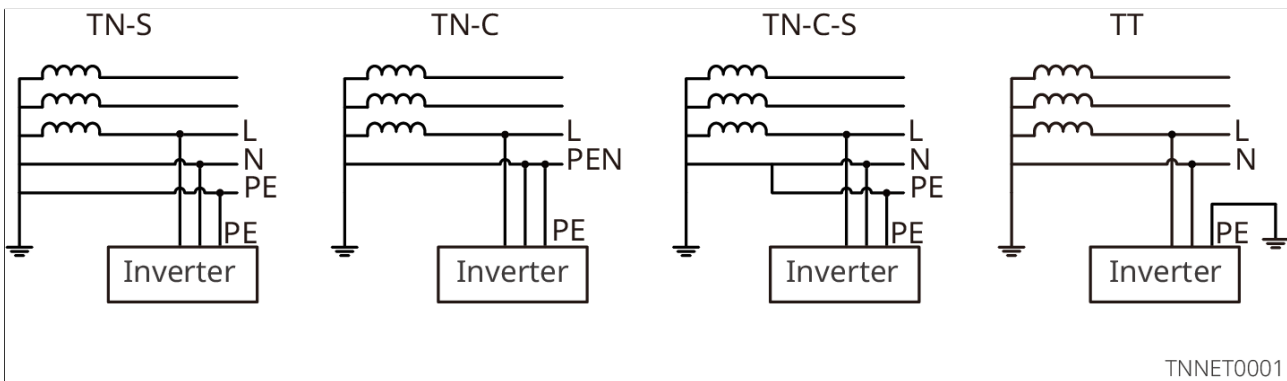 TN-S TN-C TN-C-S TT
L L L L
N PEN N N
PE PE
PE PE PE PE
Inverter Inverter Inverter Inverter
TNNET0001